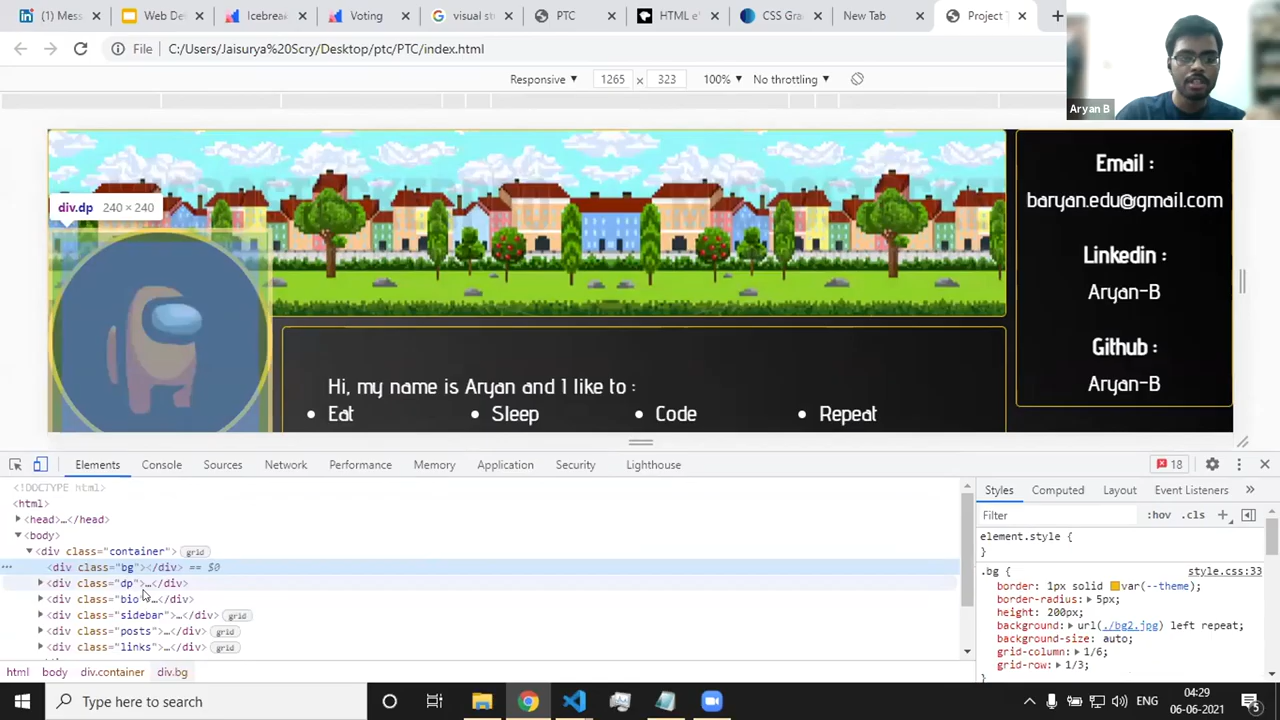 (1) Mess
Web De
Icebreak
Voting
visual st
PTC
HTML e
CSS Gra
New Tab
Project T
File
C:/Users/Jaisurya%20Scry/Desktop/ptc/PTC/index.html
Responsive
1265 x 323
100%
No throttling
Aryan B
div.dp 240 × 240
Email :
baryan.edu@gmail.com
Linkedin :
Aryan-B
Github :
Aryan-B
Hi, my name is Aryan and I like to :
• Eat
• Sleep
• Code
• Repeat
Elements
Console
Sources
Network
Performance
Memory
Application
Security
Lighthouse
18
<!DOCTYPE html>
<html>
<head>…</head>
<body>
<div class="container"> grid
<div class="bg"></div> == $0
<div class="dp">…</div>
<div class="bio">…</div>
<div class="sidebar">…</div> grid
<div class="posts">…</div> grid
<div class="links">…</div> grid
html body div.container div.bg
Styles
Computed
Layout
Event Listeners
Filter
:hov .cls
element.style {
}
.bg { style.css:33
border: 1px solid var(--theme);
border-radius: 5px;
height: 200px;
background: url(./bg2.jpg) left repeat;
background-size: auto;
grid-column: 1/6;
grid-row: 1/3;
}
Type here to search
ENG
04:29
06-06-2021
5